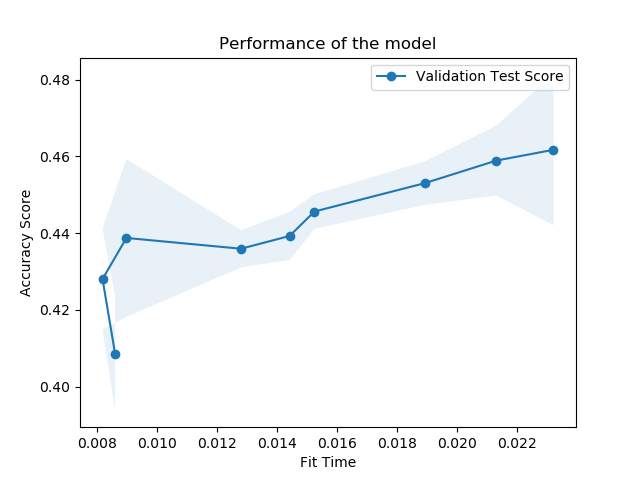 Performance of the model
Validation Test Score
Accuracy Score
0.48
0.46
0.44
0.42
0.40
0.008 0.010 0.012 0.014 0.016 0.018 0.020 0.022
Fit Time